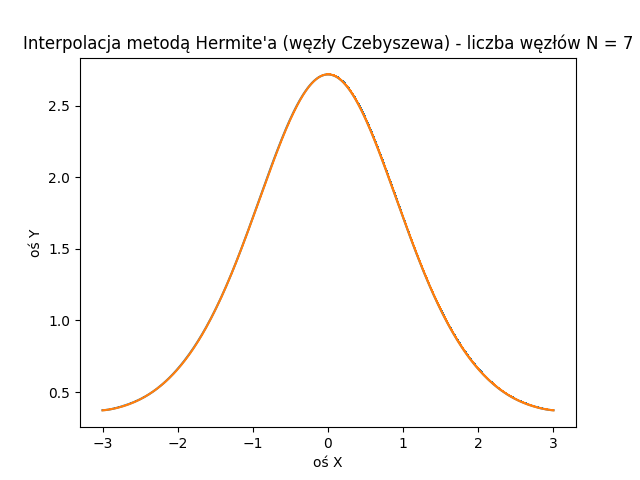 Interpolacja metodą Hermite'a (węzły Czebyszewa) - liczba węzłów N = 7
2.5
2.0
1.5
1.0
0.5
oś Y
−3 −2 −1 0 1 2 3
oś X